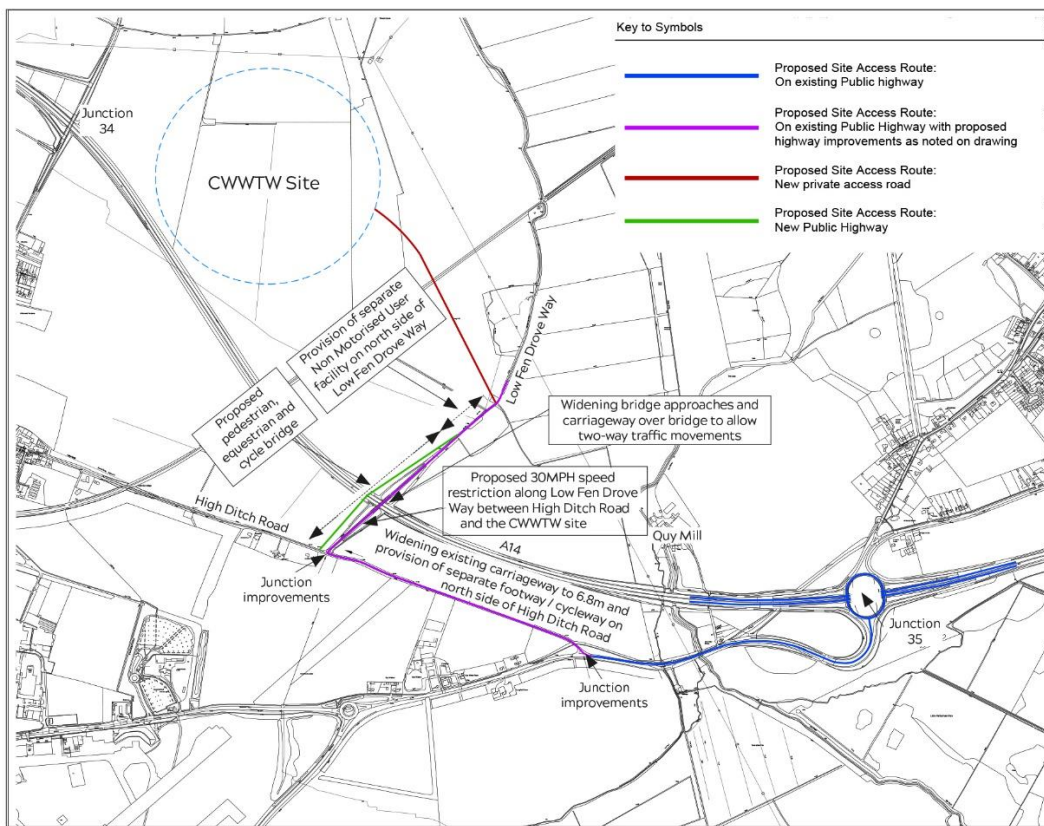 Key to Symbols
Proposed Site Access Route:
On existing Public highway
Proposed Site Access Route:
On existing Public Highway with proposed
highway improvements as noted on drawing
Proposed Site Access Route:
New private access road
Proposed Site Access Route:
New Public Highway
Junction
34
CWWTW Site
Provision of separate
Non Motorised User
facility on north side of
Low Fen Drove Way
Low Fen Drove Way
Proposed
pedestrian,
equestrian and
cycle bridge
Widening bridge approaches and
carriageway over bridge to allow
two-way traffic movements
Proposed 30MPH speed
restriction along Low Fen Drove
Way between High Ditch Road
and the CWWTW site
High Ditch Road
A14
Quy Mill
Widening existing carriageway to 6.8m and
provision of separate footway / cycleway on
north side of High Ditch Road
Junction
improvements
Junction
35
Junction
improvements